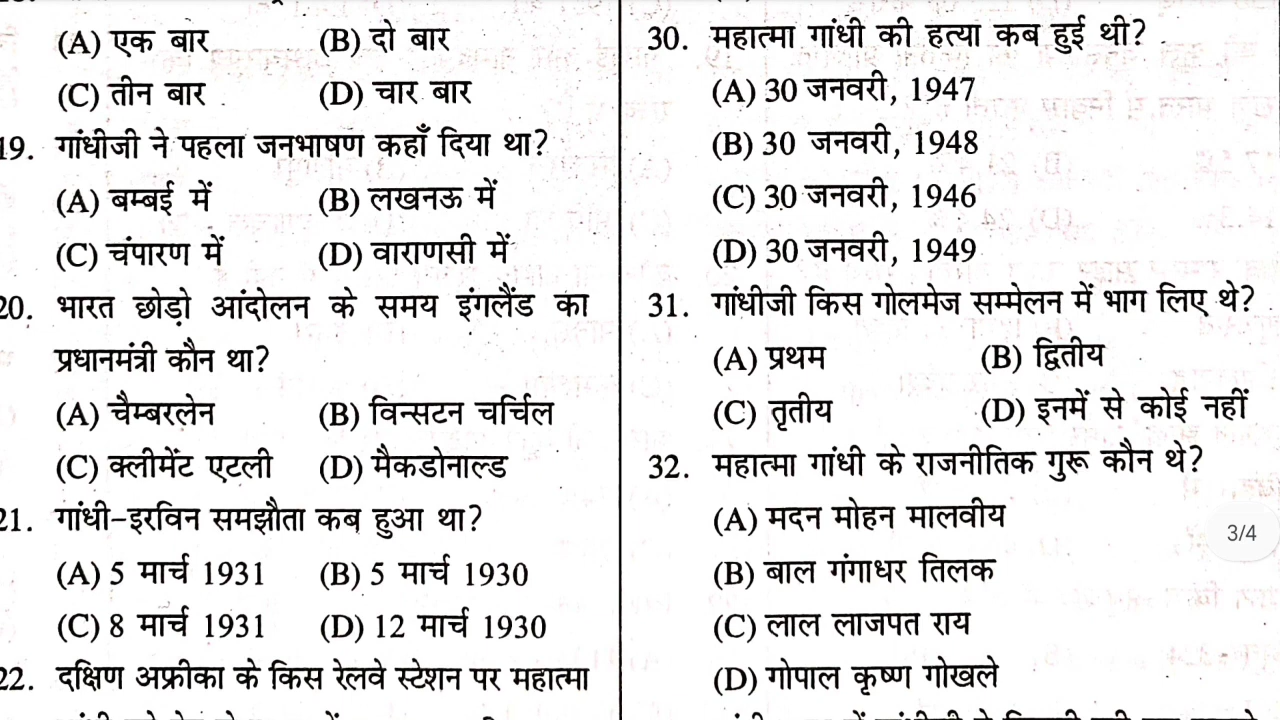 (A) एक बार (B) दो बार
(C) तीन बार (D) चार बार
19. गांधीजी ने पहला जनभाषण कहाँ दिया था?
(A) बम्बई में (B) लखनऊ में
(C) चंपारण में (D) वाराणसी में
20. भारत छोड़ो आंदोलन के समय इंगलैंड का
प्रधानमंत्री कौन था?
(A) चैम्बरलेन (B) विन्सटन चर्चिल
(C) क्लीमेंट एटली (D) मैकडोनाल्ड
21. गांधी-इरविन समझौता कब हुआ था?
(A) 5 मार्च 1931 (B) 5 मार्च 1930
(C) 8 मार्च 1931 (D) 12 मार्च 1930
22. दक्षिण अफ्रीका के किस रेलवे स्टेशन पर महात्मा
30. महात्मा गांधी की हत्या कब हुई थी?
(A) 30 जनवरी, 1947
(B) 30 जनवरी, 1948
(C) 30 जनवरी, 1946
(D) 30 जनवरी, 1949
31. गांधीजी किस गोलमेज सम्मेलन में भाग लिए थे?
(A) प्रथम (B) द्वितीय
(C) तृतीय (D) इनमें से कोई नहीं
32. महात्मा गांधी के राजनीतिक गुरू कौन थे?
(A) मदन मोहन मालवीय
(B) बाल गंगाधर तिलक
(C) लाल लाजपत राय
(D) गोपाल कृष्ण गोखले
3/4